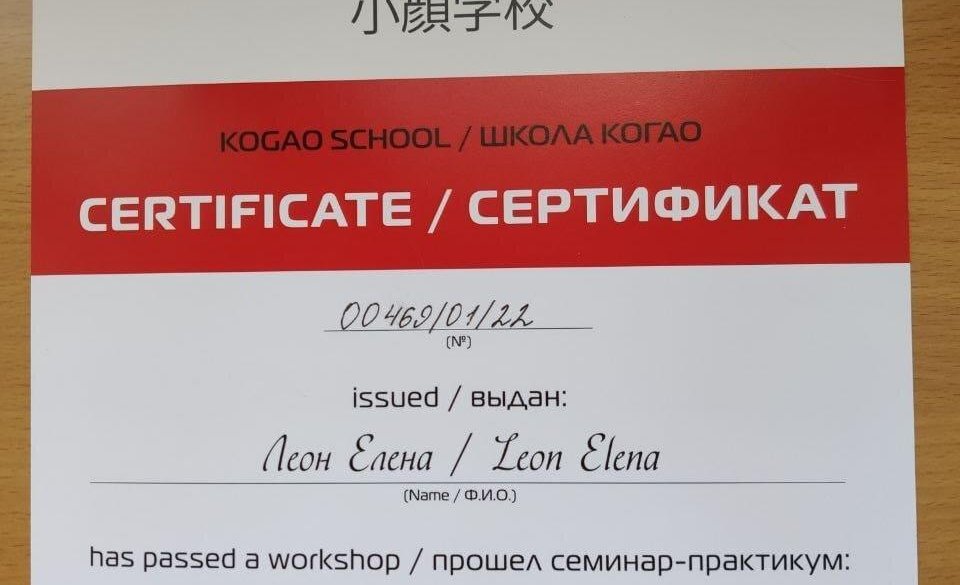 小顔学校
KOGAO SCHOOL / ШКОЛА КОГАО
CERTIFICATE / СЕРТИФИКАТ
00469/01/22
(№)
issued / выдан:
Леон Елена / Leon Elena
(Name / Ф.И.О.)
has passed a workshop / прошел семинар-практикум: